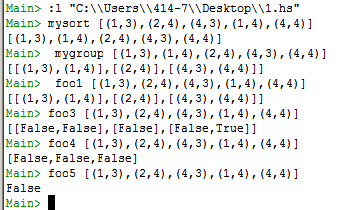 Main> :l "C:\\Users\\414-7\\Desktop\\1.hs"
Main> mysort [(1,3),(2,4),(4,3),(1,4),(4,4)]
[(1,3),(1,4),(2,4),(4,3),(4,4)]
Main>  mygroup [(1,3),(1,4),(2,4),(4,3),(4,4)]
[[(1,3),(1,4)],[(2,4)],[(4,3),(4,4)]]
Main>  foo1 [(1,3),(2,4),(4,3),(1,4),(4,4)]
[[(1,3),(1,4)],[(2,4)],[(4,3),(4,4)]]
Main> foo3 [(1,3),(2,4),(4,3),(1,4),(4,4)]
[[False,False],[False],[False,True]]
Main> foo4 [(1,3),(2,4),(4,3),(1,4),(4,4)]
[False,False,False]
Main> foo5 [(1,3),(2,4),(4,3),(1,4),(4,4)]
False
Main>